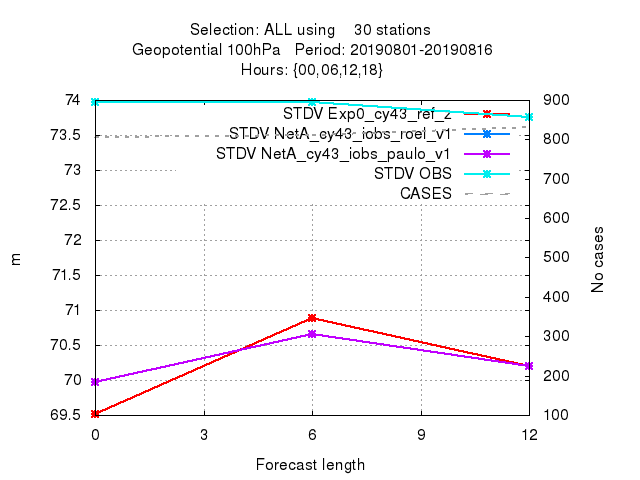 Selection: ALL using    30 stations
Geopotential 100hPa   Period: 20190801-20190816
Hours: {00,06,12,18}
74
73.5
73
72.5
72
71.5
71
70.5
70
69.5
900
800
700
600
500
400
300
200
100
STDV Exp0_cy43_ref_z
STDV NetA_cy43_iobs_roel_v1
STDV NetA_cy43_iobs_paulo_v1
STDV OBS
CASES
m
No cases
0
3
6
9
12
Forecast length